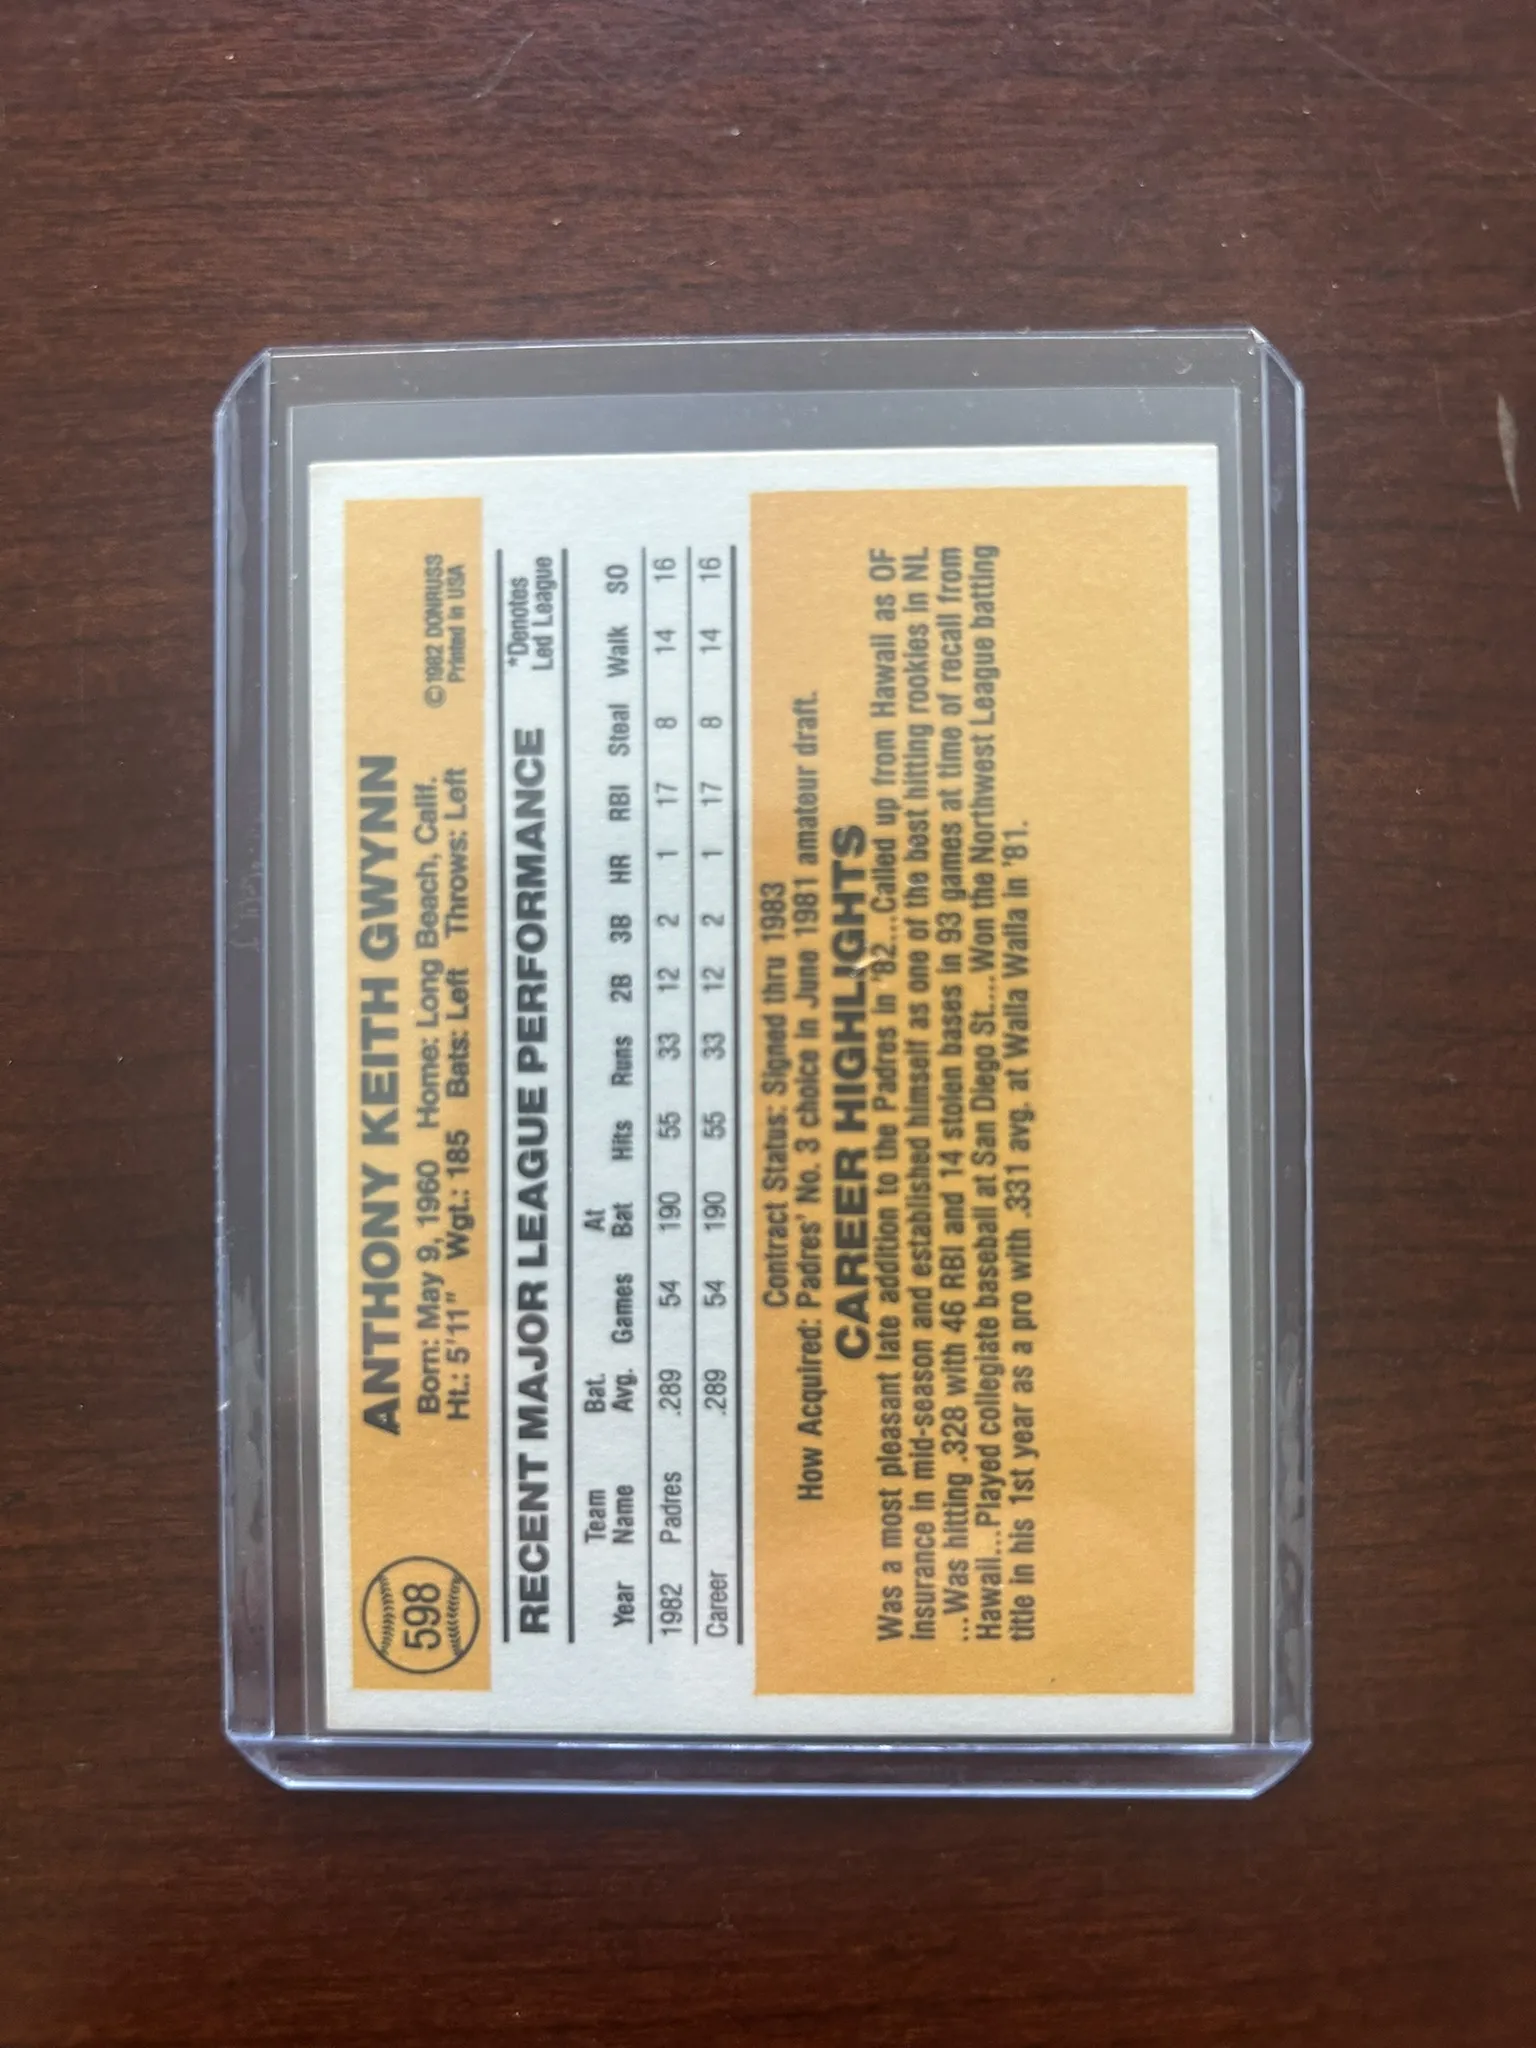 598
ANTHONY KEITH GWYNN
Born: May 9, 1960 Home: Long Beach, Calif.
Ht.: 5'11" Wgt.: 185 Bats: Left Throws: Left
©1982 DONRUSS
Printed in USA
RECENT MAJOR LEAGUE PERFORMANCE
*Denotes
Led League
Year Team Name Bat. Avg. Games At Bat Hits Runs 2B 3B HR RBI Steal Walk SO
1982 Padres .289 54 190 55 33 12 2 1 17 8 14 16
Career .289 54 190 55 33 12 2 1 17 8 14 16
Contract Status: Signed thru 1983
How Acquired: Padres' No. 3 choice in June 1981 amateur draft.
CAREER HIGHLIGHTS
Was a most pleasant late addition to the Padres in '82...Called up from Hawaii as OF
insurance in mid-season and established himself as one of the best hitting rookies in NL
...Was hitting .328 with 46 RBI and 14 stolen bases in 93 games at time of recall from
Hawaii...Played collegiate baseball at San Diego St....Won the Northwest League batting
title in his 1st year as a pro with .331 avg. at Walla Walla in '81.